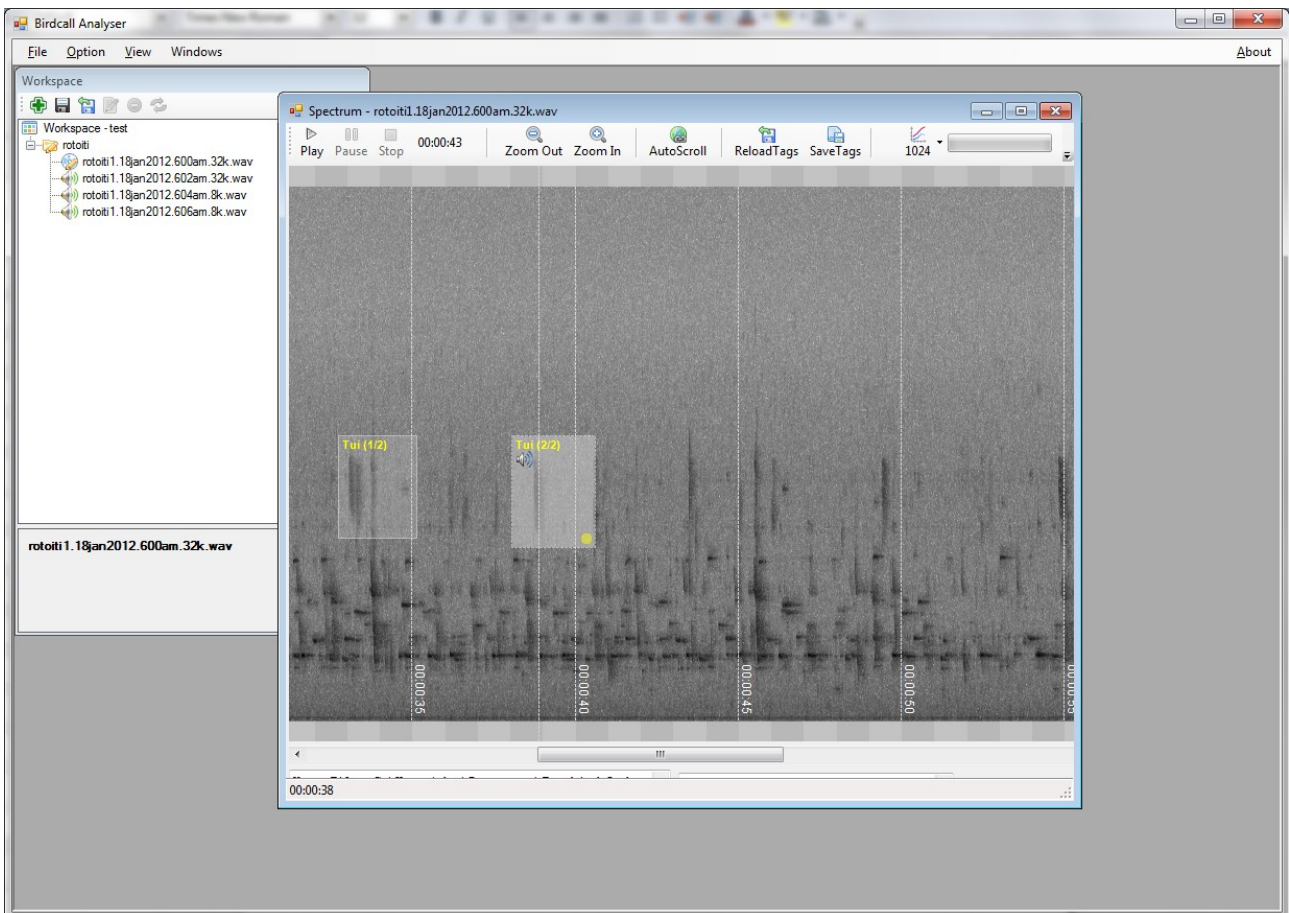 Birdcall Analyser
File Option View Windows About
Workspace
Workspace - test
rotoiti
rotoiti1.18jan2012.600am.32k.wav
rotoiti1.18jan2012.602am.32k.wav
rotoiti1.18jan2012.604am.8k.wav
rotoiti1.18jan2012.606am.8k.wav
rotoiti1.18jan2012.600am.32k.wav
Spectrum - rotoiti1.18jan2012.600am.32k.wav
Play Pause Stop 00:00:43 Zoom Out Zoom In AutoScroll ReloadTags SaveTags 1024
Tui (1/2)
Tui (2/2)
00:00:35
00:00:40
00:00:45
00:00:50
00:00:38